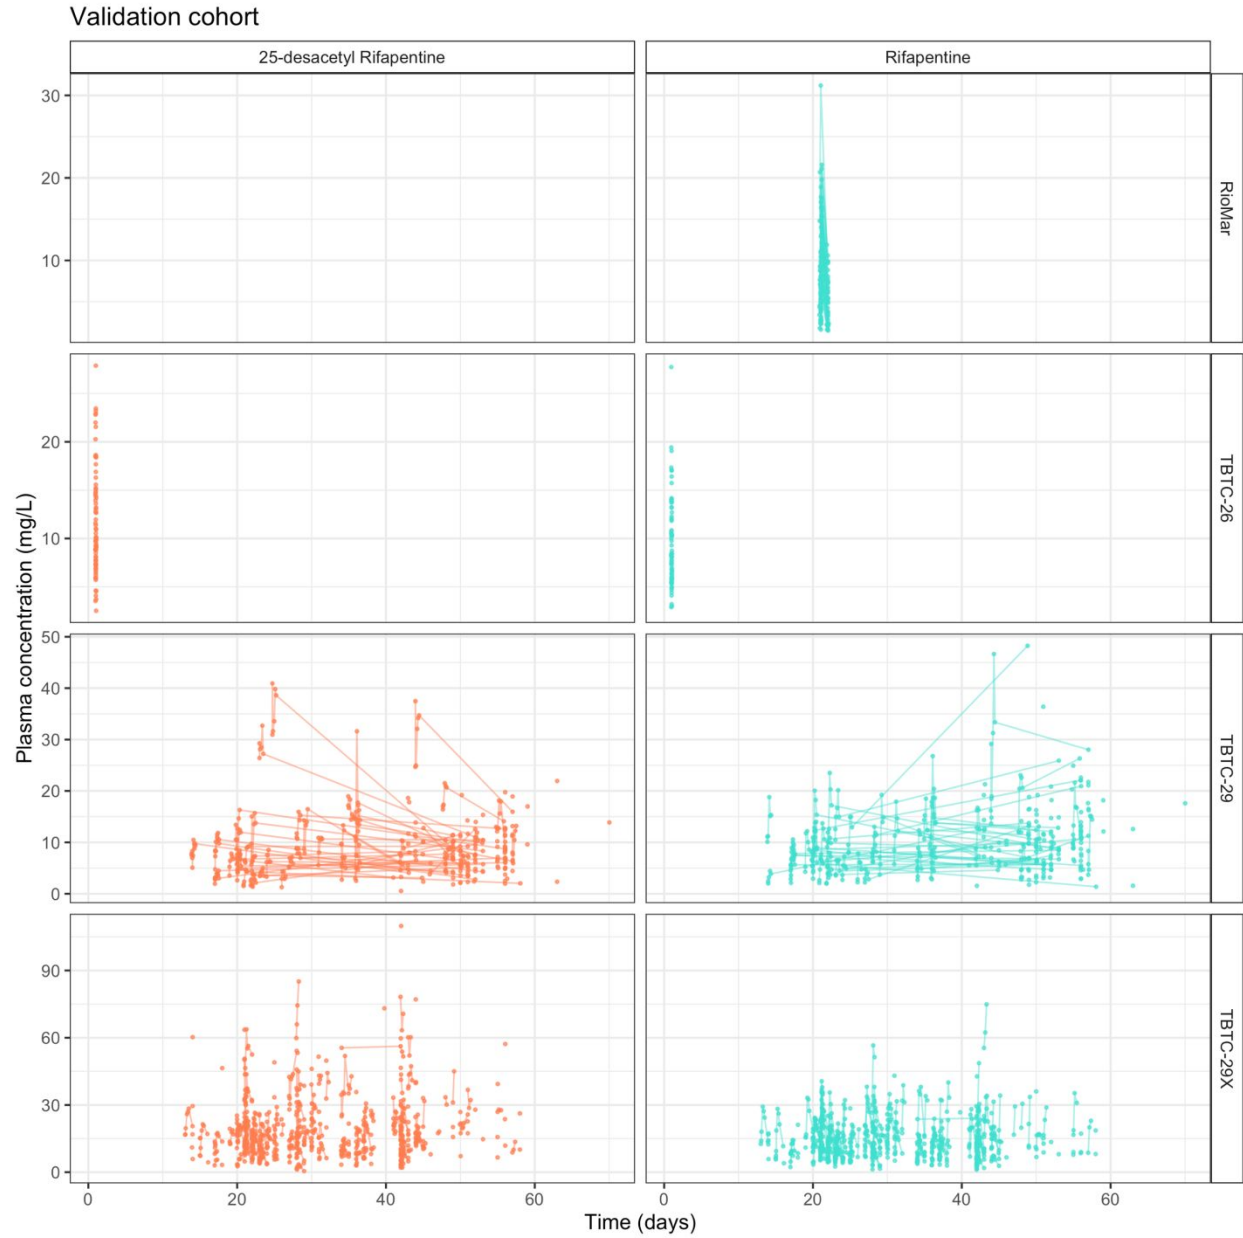 Validation cohort
25-desacetyl Rifapentine
Rifapentine
30
20
10
RioMar
20
10
TBTC-26
Plasma concentration (mg/L)
50
40
30
20
10
0
TBTC-29
90
60
30
0
TBTC-29X
0 20 40 60 0 20 40 60
Time (days)